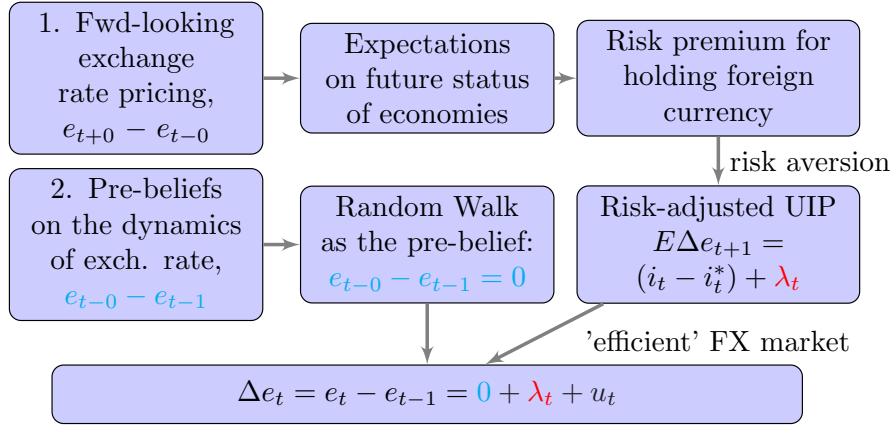 1. Fwd-looking
exchange
rate pricing,
e_{t+0} − e_{t−0}
Expectations
on future status
of economies
Risk premium for
holding foreign
currency
risk aversion
2. Pre-beliefs
on the dynamics
of exch. rate,
e_{t−0} − e_{t−1}
Random Walk
as the pre-belief:
e_{t−0} − e_{t−1} = 0
Risk-adjusted UIP
EΔe_{t+1} =
(i_t − i_t^*) + λ_t
'efficient' FX market
Δe_t = e_t − e_{t−1} = 0 + λ_t + u_t